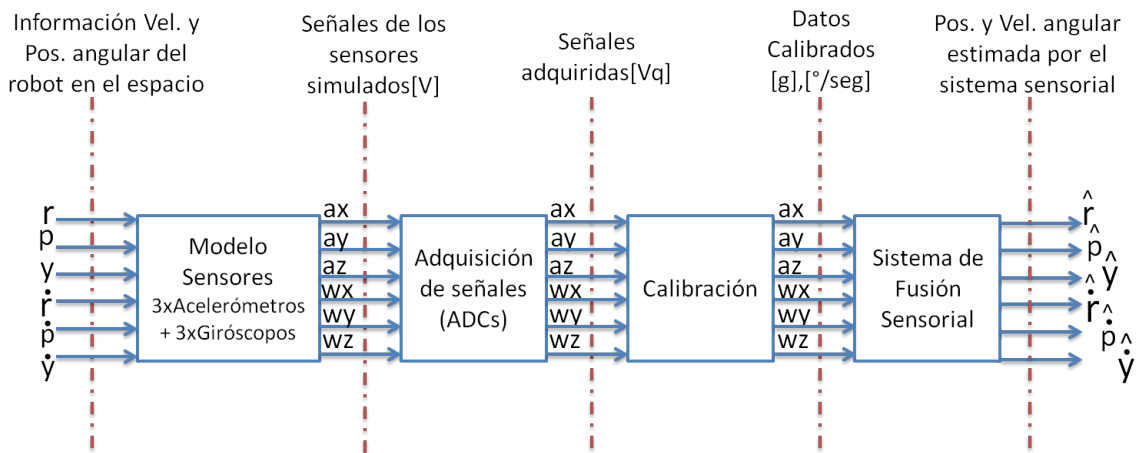 Información Vel. y
Pos. angular del
robot en el espacio
Señales de los
sensores
simulados[V]
Señales
adquiridas[Vq]
Datos
Calibrados
[g],[°/seg]
Pos. y Vel. angular
estimada por el
sistema sensorial
r
p
y
ṙ
ṗ
ẏ
Modelo
Sensores
3xAcelerómetros
+ 3xGiróscopos
ax
ay
az
wx
wy
wz
Adquisición
de señales
(ADCs)
ax
ay
az
wx
wy
wz
Calibración
ax
ay
az
wx
wy
wz
Sistema de
Fusión
Sensorial
r̂
p̂
ŷ
ṙ̂
ṗ̂
ẏ̂